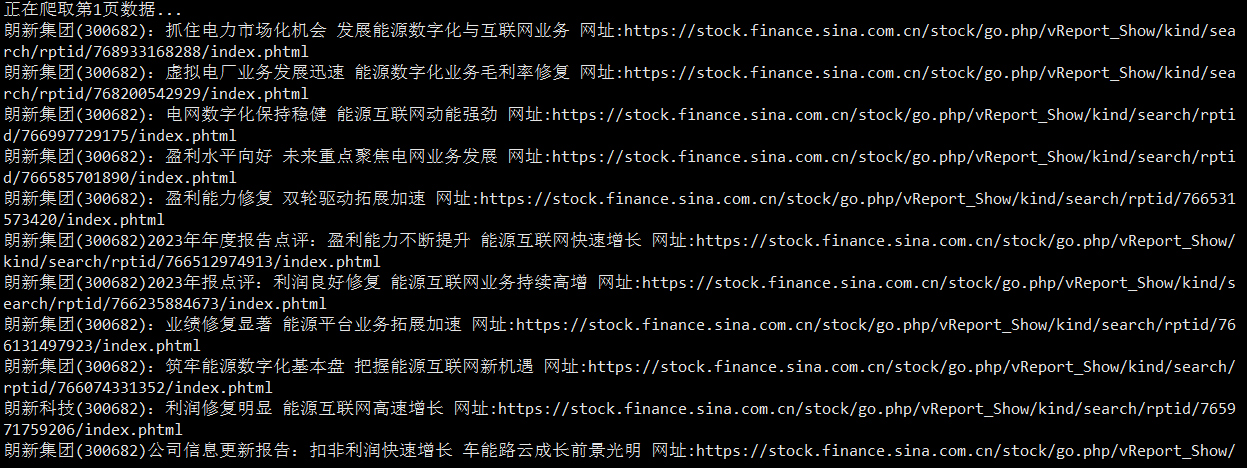 正在爬取第1页数据...
朗新集团(300682)：抓住电力市场化机会 发展能源数字化与互联网业务 网址:https://stock.finance.sina.com.cn/stock/go.php/vReport_Show/kind/sea
rch/rptid/768933168288/index.phtml
朗新集团(300682)：虚拟电厂业务发展迅速 能源数字化业务毛利率修复 网址:https://stock.finance.sina.com.cn/stock/go.php/vReport_Show/kind/sea
rch/rptid/768200542929/index.phtml
朗新集团(300682)：电网数字化保持稳健 能源互联网动能强劲 网址:https://stock.finance.sina.com.cn/stock/go.php/vReport_Show/kind/search/rpti
d/766997729175/index.phtml
朗新集团(300682)：盈利水平向好 未来重点聚焦电网业务发展 网址:https://stock.finance.sina.com.cn/stock/go.php/vReport_Show/kind/search/rpti
d/766585701890/index.phtml
朗新集团(300682)：盈利能力修复 双轮驱动拓展加速 网址:https://stock.finance.sina.com.cn/stock/go.php/vReport_Show/kind/search/rptid/766531
573420/index.phtml
朗新集团(300682)2023年年度报告点评：盈利能力不断提升 能源互联网快速增长 网址:https://stock.finance.sina.com.cn/stock/go.php/vReport_Show/
kind/search/rptid/766512974913/index.phtml
朗新集团(300682)2023年报点评：利润良好修复 能源互联网业务持续高增 网址:https://stock.finance.sina.com.cn/stock/go.php/vReport_Show/kind/s
earch/rptid/766235884673/index.phtml
朗新集团(300682)：业绩修复显著 能源平台业务拓展加速 网址:https://stock.finance.sina.com.cn/stock/go.php/vReport_Show/kind/search/rptid/76
6131497923/index.phtml
朗新集团(300682)：筑牢能源数字化基本盘 把握能源互联网新机遇 网址:https://stock.finance.sina.com.cn/stock/go.php/vReport_Show/kind/search/
rptid/766074331352/index.phtml
朗新科技(300682)：利润修复明显 能源互联网高速增长 网址:https://stock.finance.sina.com.cn/stock/go.php/vReport_Show/kind/search/rptid/7659
71759206/index.phtml
朗新集团(300682)公司信息更新报告：扣非利润快速增长 车能路云成长前景光明 网址:https://stock.finance.sina.com.cn/stock/go.php/vReport_Show/